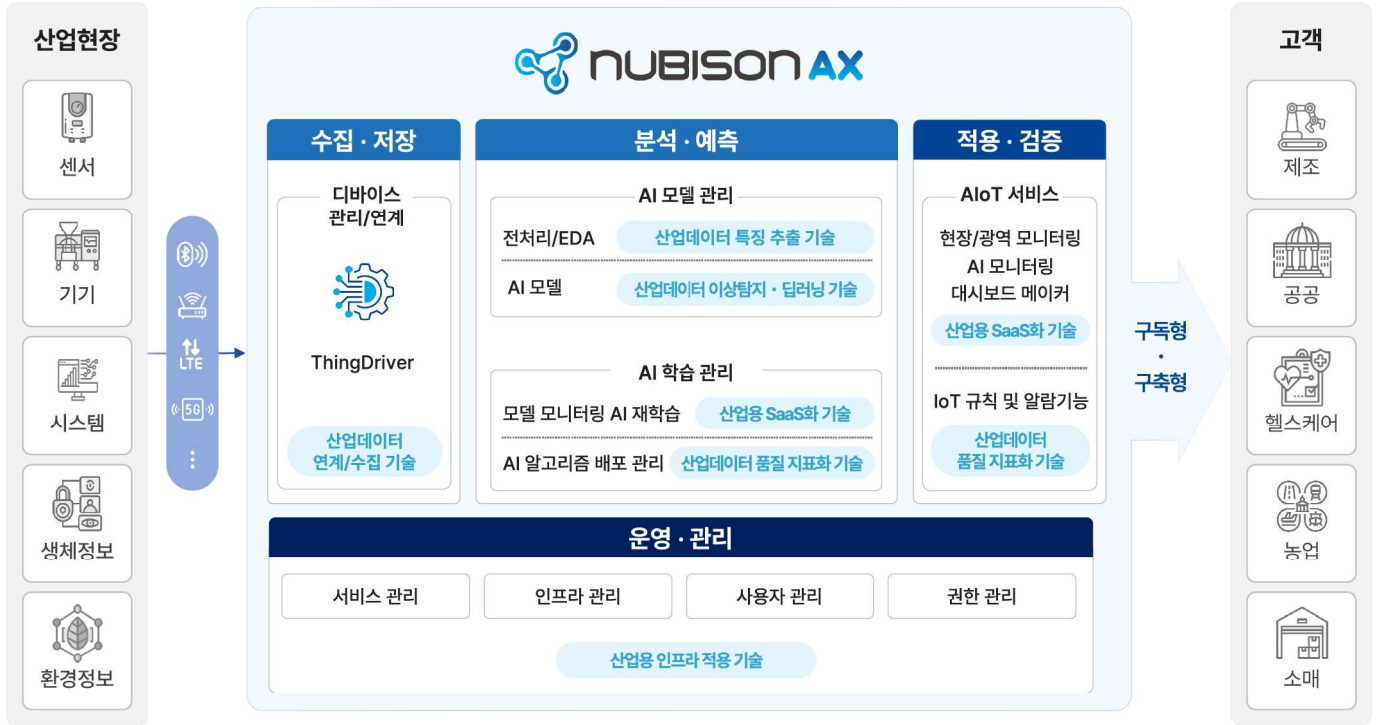 산업현장
센서
기기
시스템
생체정보
환경정보
LTE
5G
nUBISON AX
수집 · 저장
디바이스
관리/연계
ThingDriver
산업데이터
연계/수집 기술
분석 · 예측
AI 모델 관리
전처리/EDA 산업데이터 특징 추출 기술
AI 모델 산업데이터 이상탐지 · 딥러닝 기술
AI 학습 관리
모델 모니터링 AI 재학습 산업용 SaaS화 기술
AI 알고리즘 배포 관리 산업데이터 품질 지표화 기술
적용 · 검증
AIoT 서비스
현장/광역 모니터링
AI 모니터링
대시보드 메이커
산업용 SaaS화 기술
IoT 규칙 및 알람기능
산업데이터
품질 지표화 기술
운영 · 관리
서비스 관리 인프라 관리 사용자 관리 권한 관리
산업용 인프라 적용 기술
구독형
·
구축형
고객
제조
공공
헬스케어
농업
소매